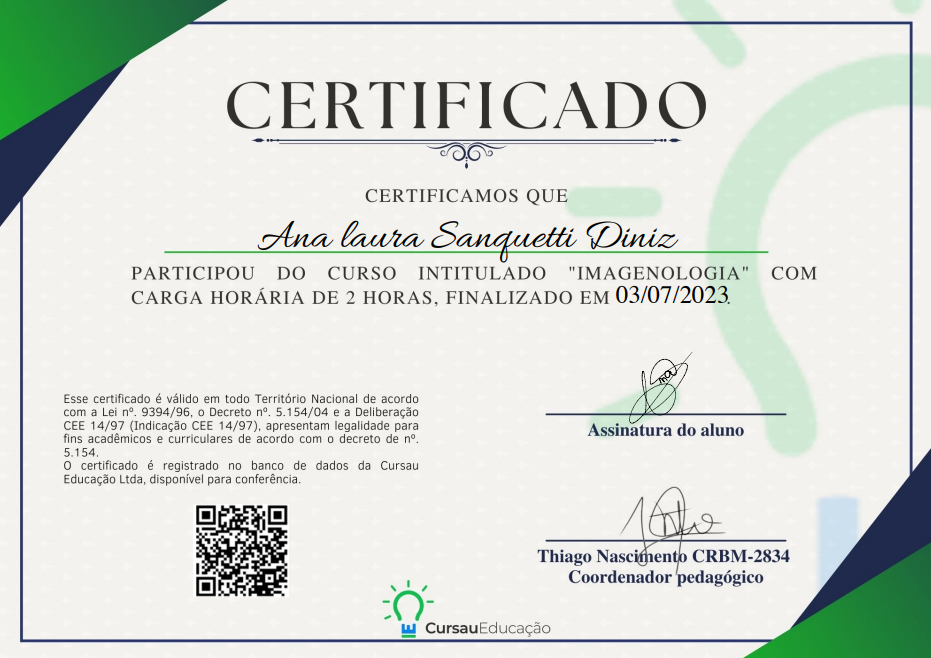 CERTIFICADO
CERTIFICAMOS QUE
Ana laura Sanquetti Diniz
PARTICIPOU DO CURSO INTITULADO "IMAGENOLOGIA" COM
CARGA HORÁRIA DE 2 HORAS, FINALIZADO EM 03/07/2023.
Esse certificado é válido em todo Território Nacional de acordo
com a Lei nº. 9394/96, o Decreto nº. 5.154/04 e a Deliberação
CEE 14/97 (Indicação CEE 14/97), apresentam legalidade para
fins acadêmicos e curriculares de acordo com o decreto de nº.
5.154.
O certificado é registrado no banco de dados da Cursau
Educação Ltda, disponível para conferência.
Assinatura do aluno
Thiago Nascimento CRBM-2834
Coordenador pedagógico
CursauEducação